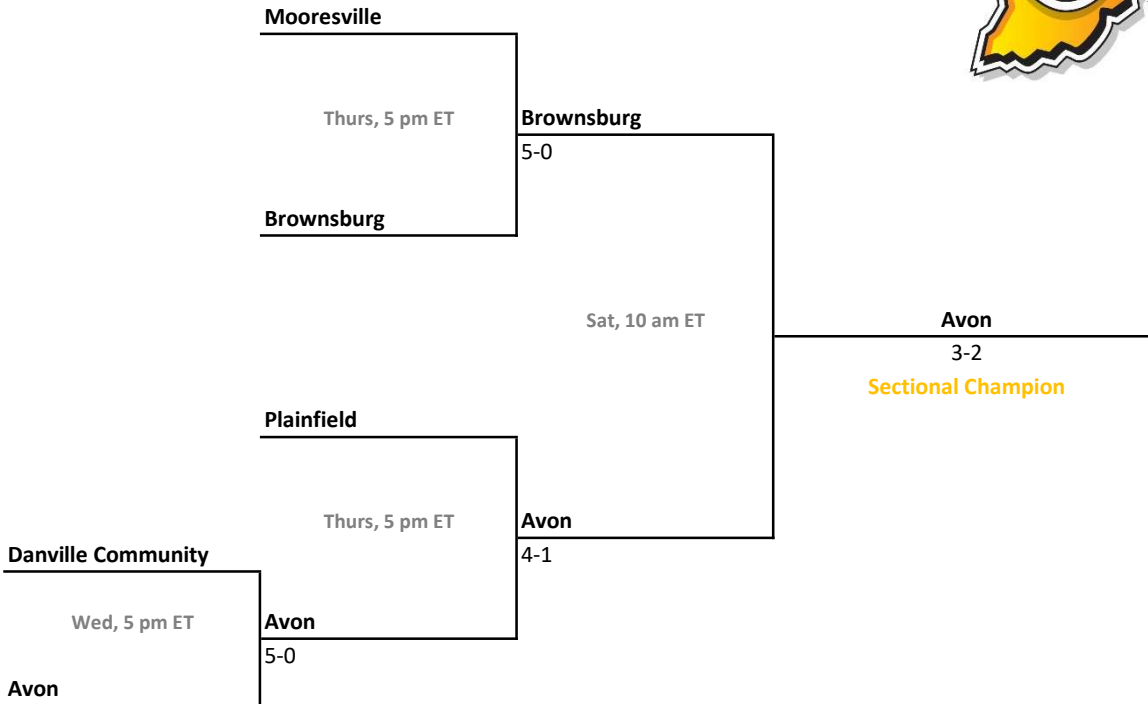 Mooresville
Thurs, 5 pm ET
Brownsburg
5-0
Brownsburg
Sat, 10 am ET
Avon
3-2
Sectional Champion
Plainfield
Thurs, 5 pm ET
Avon
4-1
Danville Community
Wed, 5 pm ET
Avon
5-0
Avon